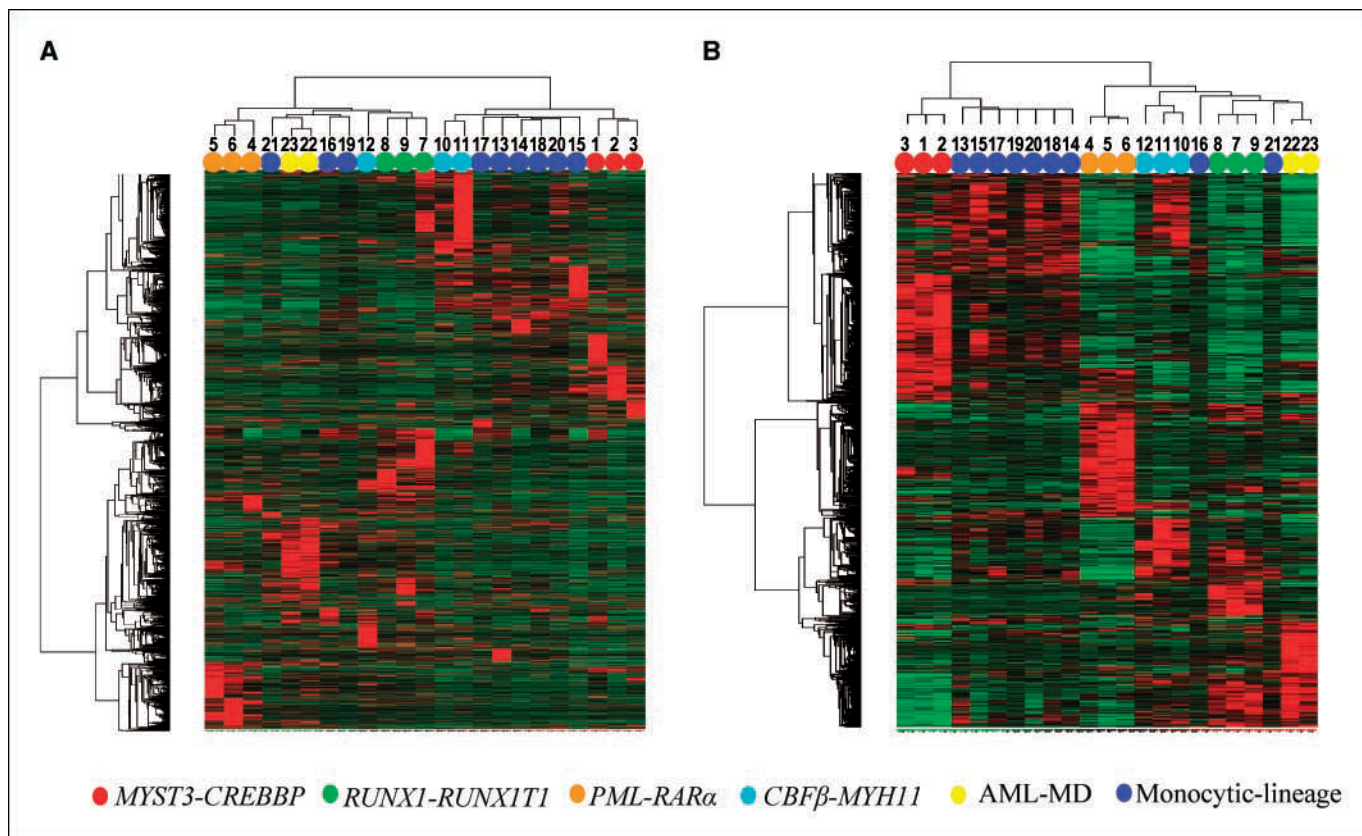 A
B
5 6 4 21 23 22 16 19 12 8 9 7 10 11 17 13 14 18 20 15 1 2 3
3 1 2 13 15 17 19 20 18 14 4 5 6 12 11 10 16 8 7 9 21 22 23
MYST3-CREBBP RUNX1-RUNX1T1 PML-RARα CBFβ-MYH11 AML-MD Monocytic-lineage